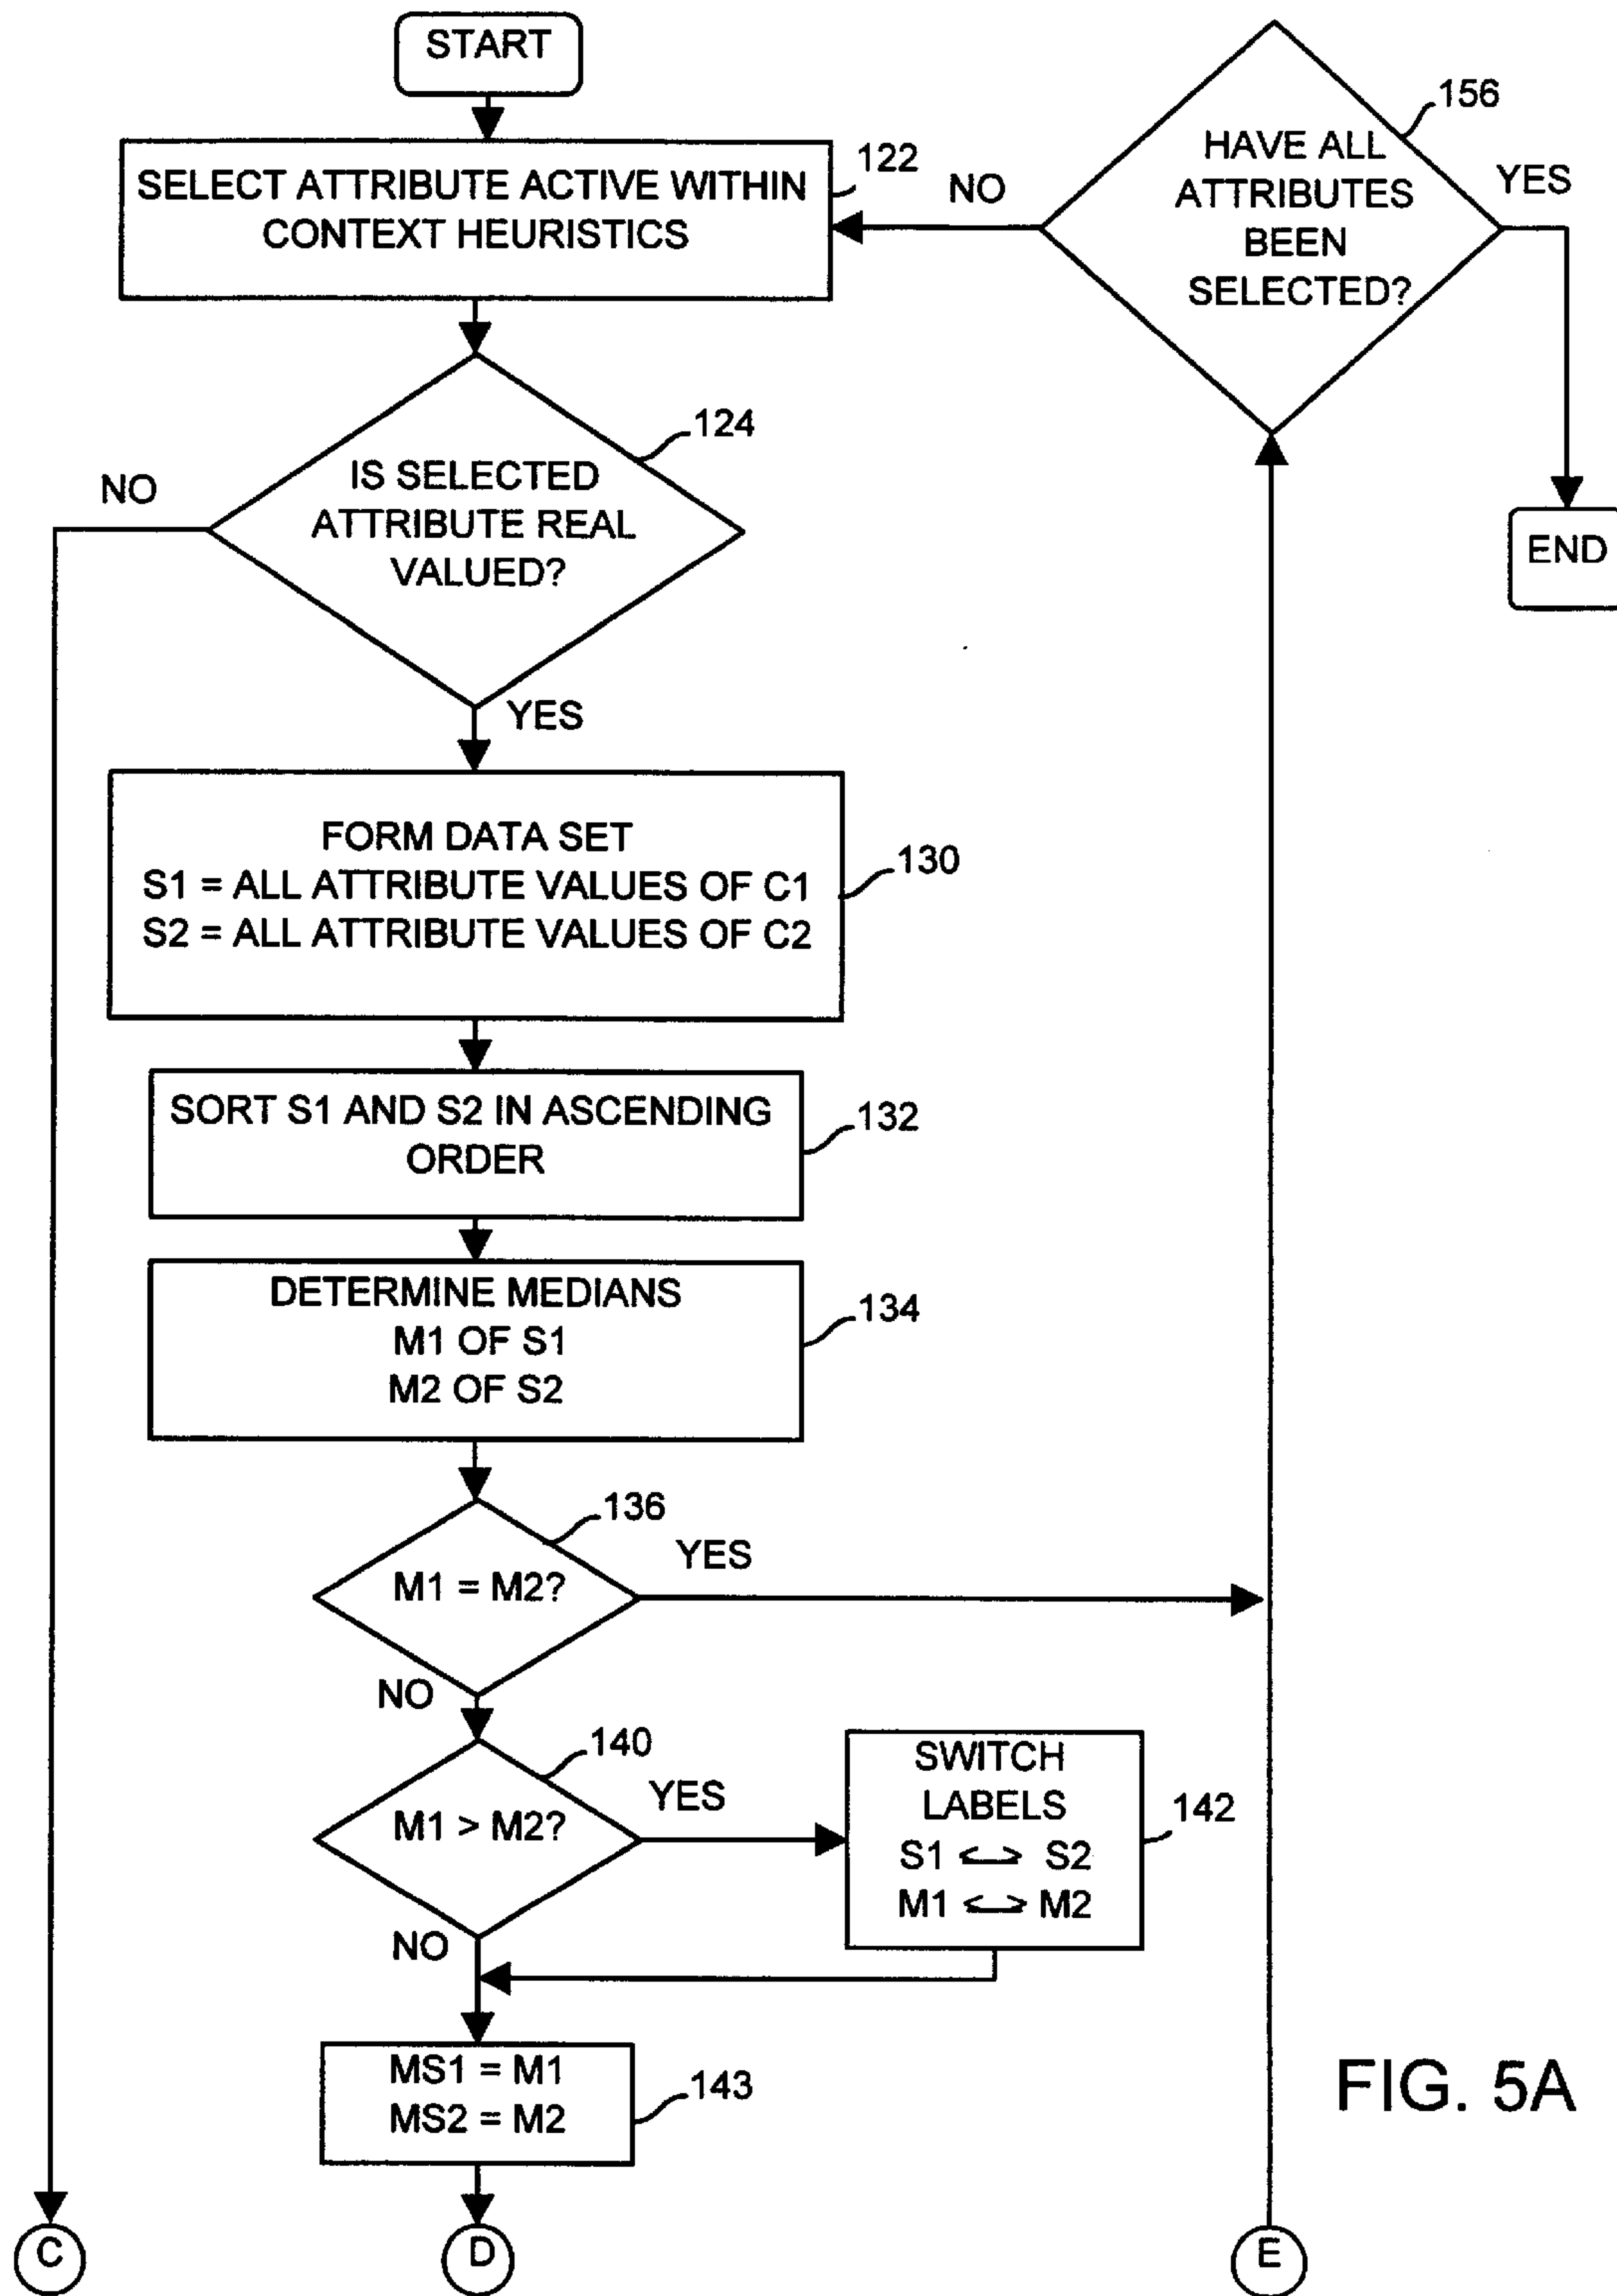 START
SELECT ATTRIBUTE ACTIVE WITHIN
CONTEXT HEURISTICS
122
NO
HAVE ALL
ATTRIBUTES
BEEN
SELECTED?
156
YES
END
124
NO
IS SELECTED
ATTRIBUTE REAL
VALUED?
YES
FORM DATA SET
S1 = ALL ATTRIBUTE VALUES OF C1
S2 = ALL ATTRIBUTE VALUES OF C2
130
SORT S1 AND S2 IN ASCENDING
ORDER
132
DETERMINE MEDIANS
M1 OF S1
M2 OF S2
134
136
M1 = M2?
YES
NO
140
M1 > M2?
YES
SWITCH
LABELS
S1 <--> S2
M1 <--> M2
142
NO
MS1 = M1
MS2 = M2
143
FIG. 5A
C
D
E